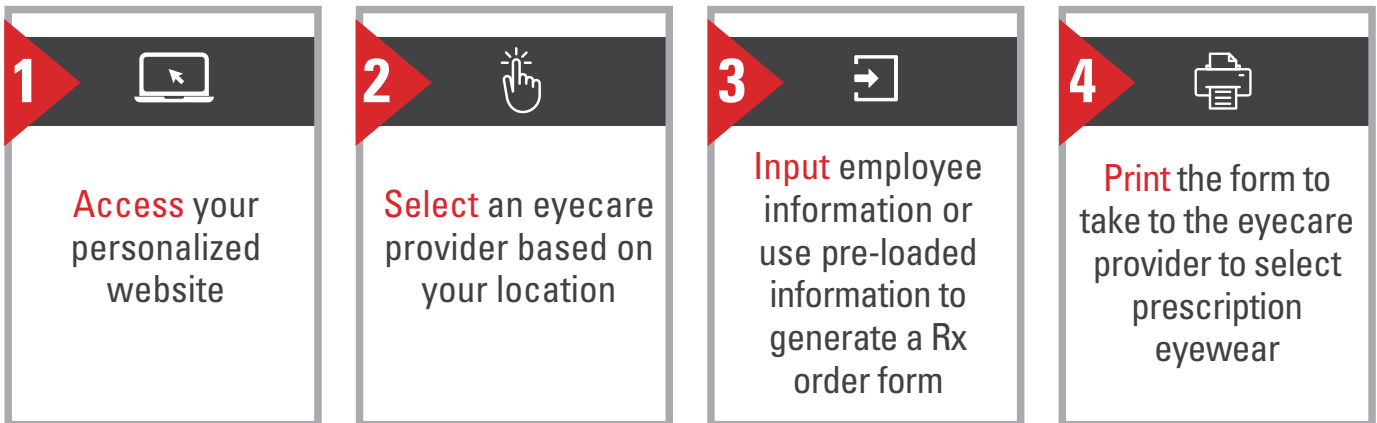 1
Access your
personalized
website
2
Select an eyecare
provider based on
your location
3
Input employee
information or
use pre-loaded
information to
generate a Rx
order form
4
Print the form to
take to the eyecare
provider to select
prescription
eyewear